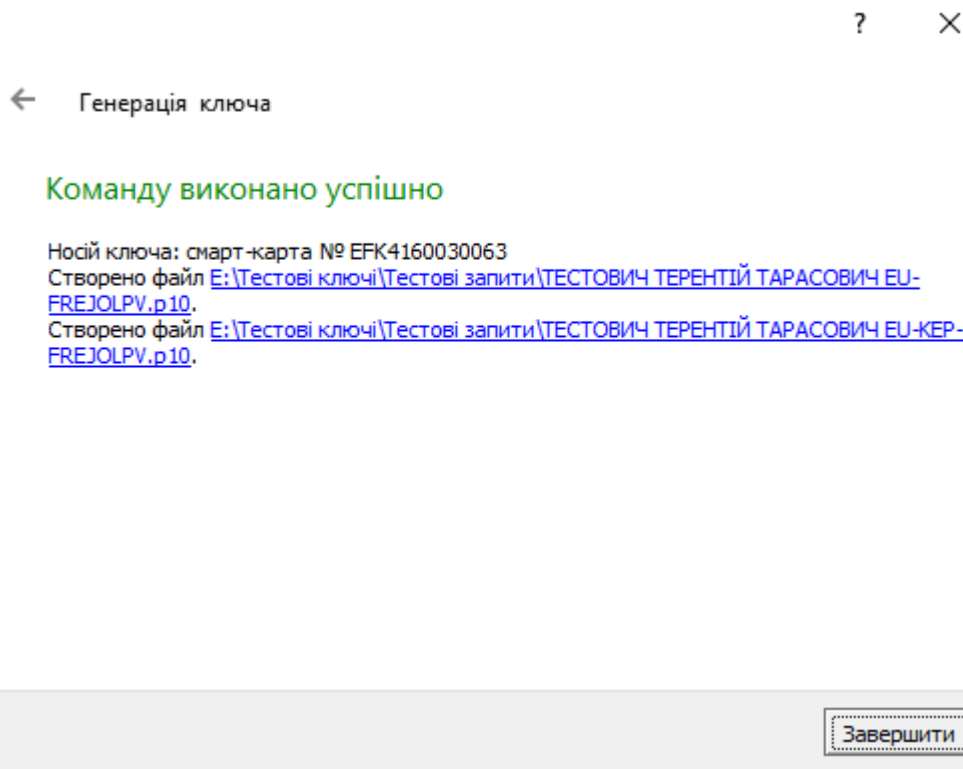 ?
Генерація ключа
Команду виконано успішно
Носій ключа: смарт-карта № EFK4160030063
Створено файл E:\Тестові ключі\Тестові запити\ТЕСТОВИЧ ТЕРЕНТІЙ ТАРАСОВИЧ EU-
FREJOLPV.p10.
Створено файл E:\Тестові ключі\Тестові запити\ТЕСТОВИЧ ТЕРЕНТІЙ ТАРАСОВИЧ EU-КЕР-
FREJOLPV.p10.
Завершити